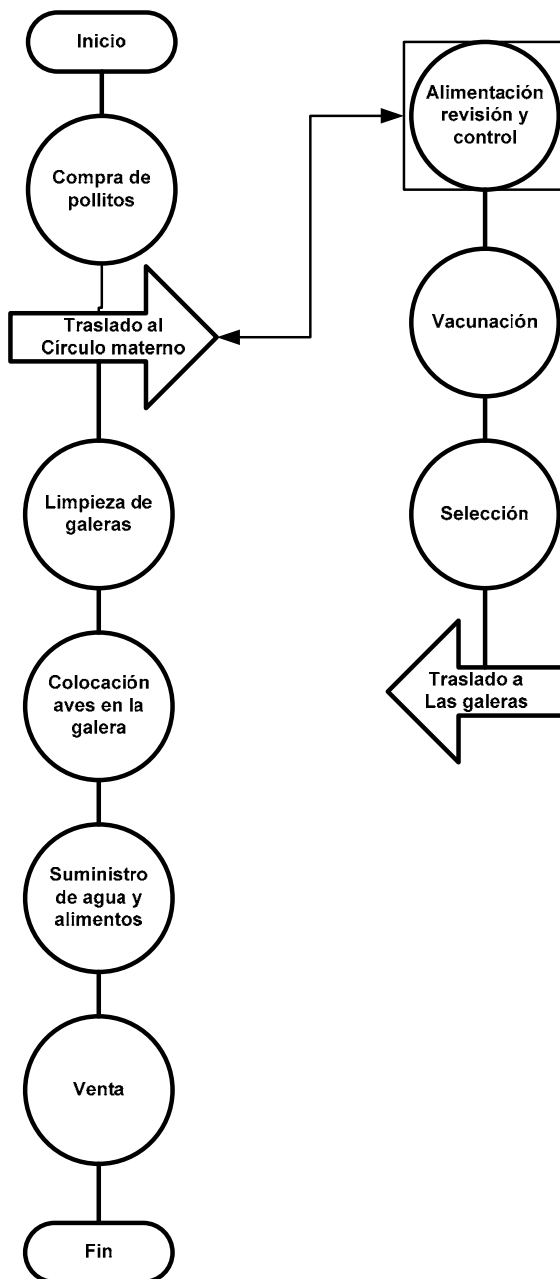 Inicio
Compra de
pollitos
Traslado al
Círculo materno
Limpieza de
galeras
Colocación
aves en la
galera
Suministro
de agua y
alimentos
Venta
Fin
Alimentación
revisión y
control
Vacunación
Selección
Traslado a
Las galeras